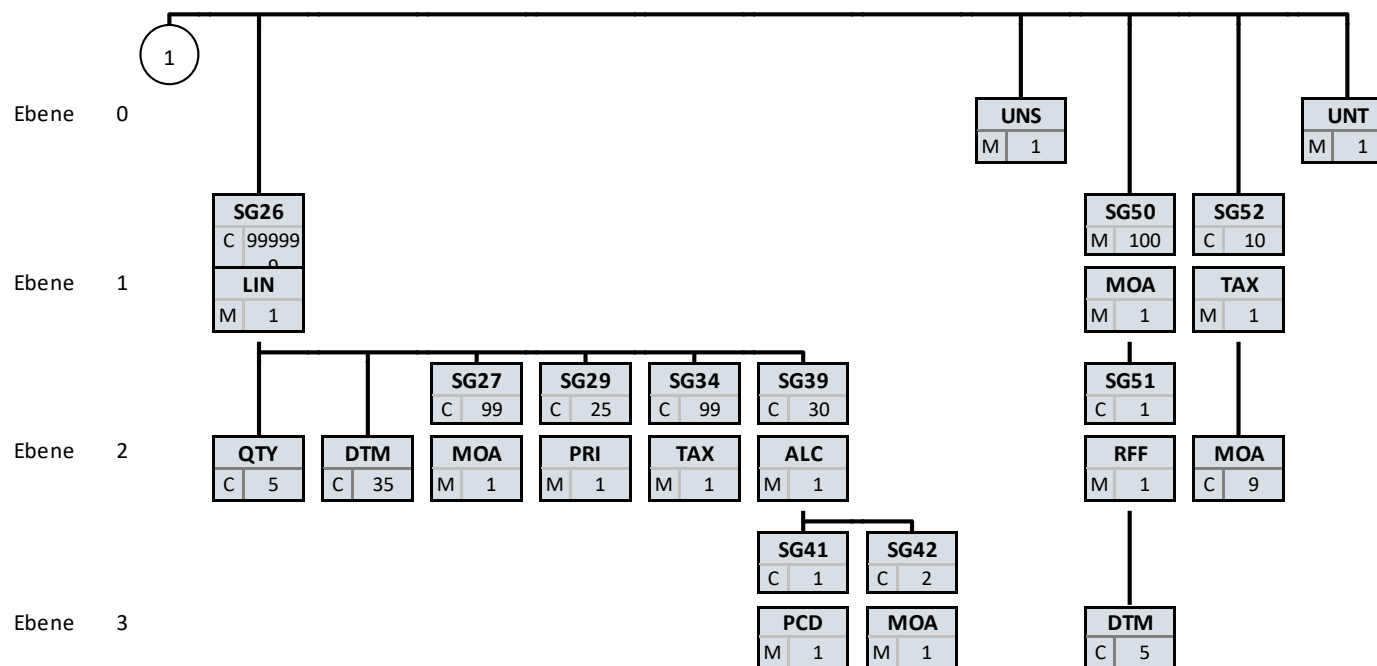 1
Ebene 0
UNS
M 1
UNT
M 1
SG26
C 99999
9
SG50
M 100
SG52
C 10
Ebene 1
LIN
M 1
MOA
M 1
TAX
M 1
SG27
C 99
SG29
C 25
SG34
C 99
SG39
C 30
SG51
C 1
Ebene 2
QTY
C 5
DTM
C 35
MOA
M 1
PRI
M 1
TAX
M 1
ALC
M 1
RFF
M 1
MOA
C 9
SG41
C 1
SG42
C 2
Ebene 3
PCD
M 1
MOA
M 1
DTM
C 5